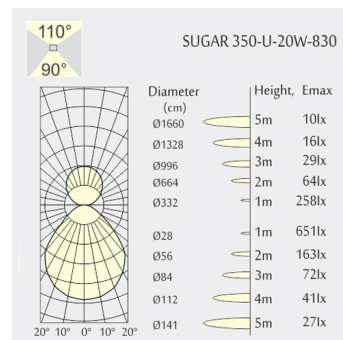 110°
90°
SUGAR 350-U-20W-830
Diameter Height, Emax
(cm)
Ø1660 5m 10lx
Ø1328 4m 16lx
Ø996 3m 29lx
Ø664 2m 64lx
Ø332 1m 258lx
Ø28 1m 651lx
Ø56 2m 163lx
Ø84 3m 72lx
Ø112 4m 41lx
Ø141 5m 27lx
20° 10° 0° 10° 20°